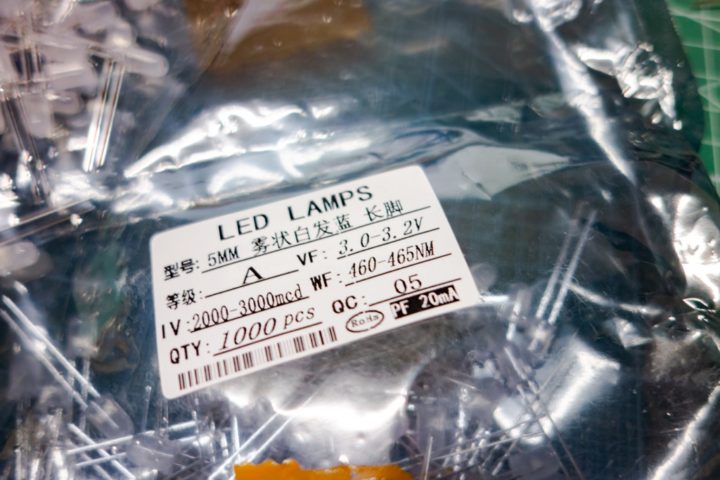 LED LAMPS
型号: 5MM 雾状白发蓝 长脚
等级: A VF: 3.0-3.2V
IV: 2000-3000mcd WF: 460-465NM
QTY: 1000 pcs QC: 05
RoHs PF 20mA